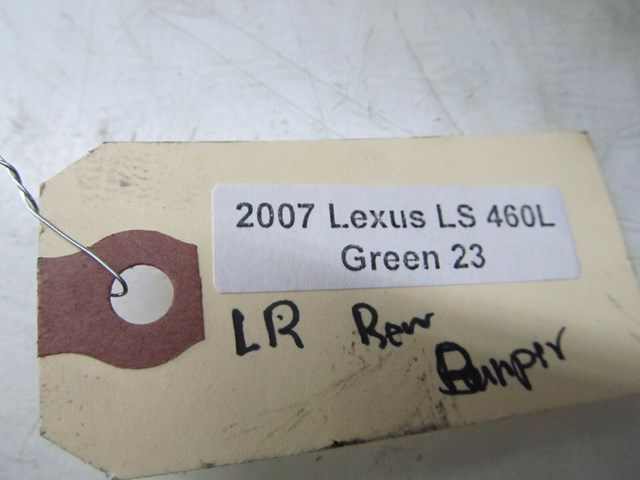 2007 Lexus LS 460L
Green 23
LR Rear
Bumper